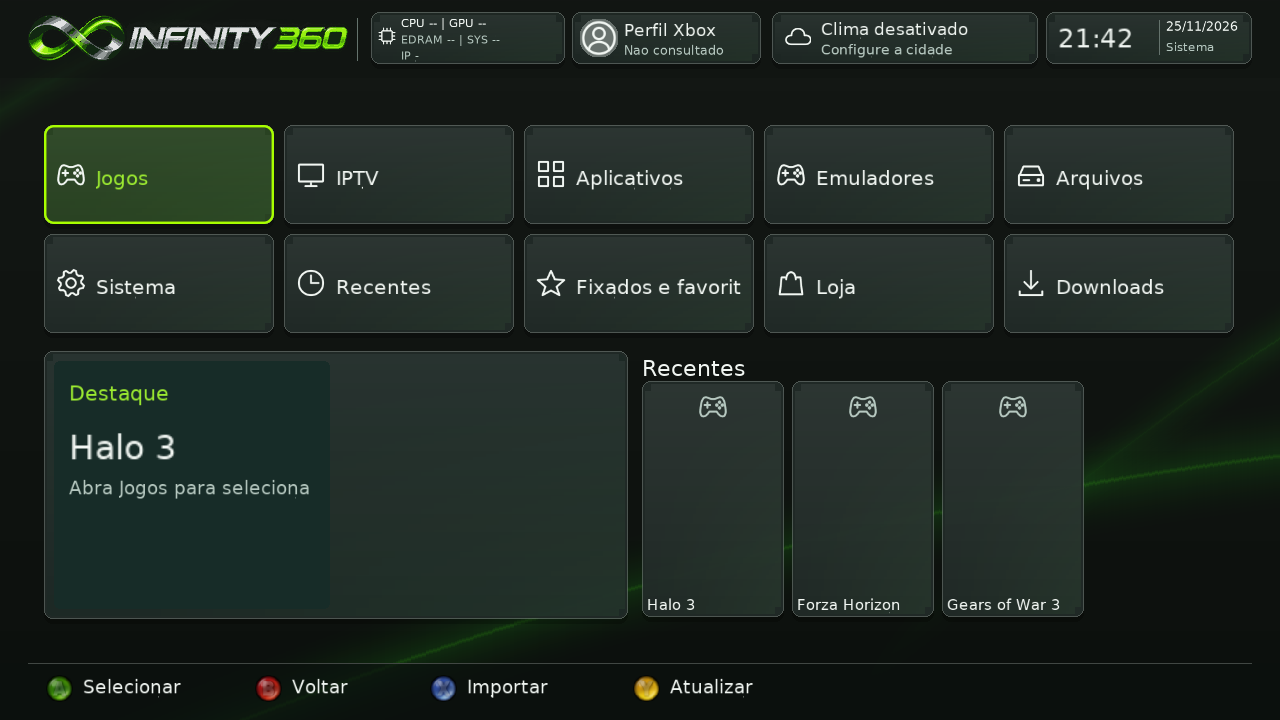 INFINITY 360
CPU -- | GPU --
EDRAM -- | SYS --
IP -
Perfil Xbox
Nao consultado
Clima desativado
Configure a cidade
21:42
25/11/2026
Sistema
Jogos
IPTV
Aplicativos
Emuladores
Arquivos
Sistema
Recentes
Fixados e favorit
Loja
Downloads
Destaque
Halo 3
Abra Jogos para seleciona
Recentes
Halo 3
Forza Horizon
Gears of War 3
Selecionar
Voltar
Importar
Atualizar